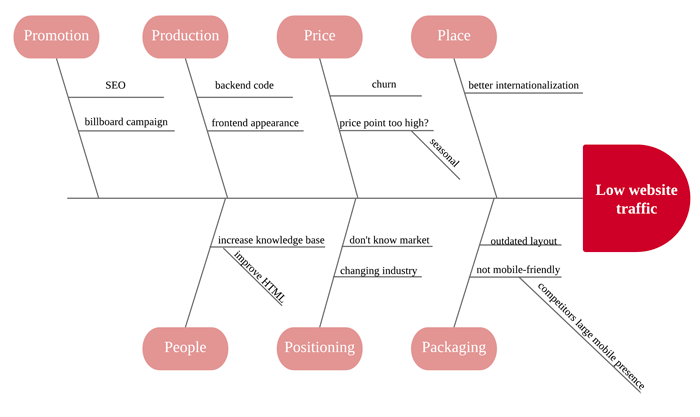 Promotion
Production
Price
Place
SEO
backend code
churn
better internationalization
billboard campaign
frontend appearance
price point too high?
seasonal
Low website
traffic
increase knowledge base
don't know market
outdated layout
improve HTML
changing industry
not mobile-friendly
competitors large mobile presence
People
Positioning
Packaging